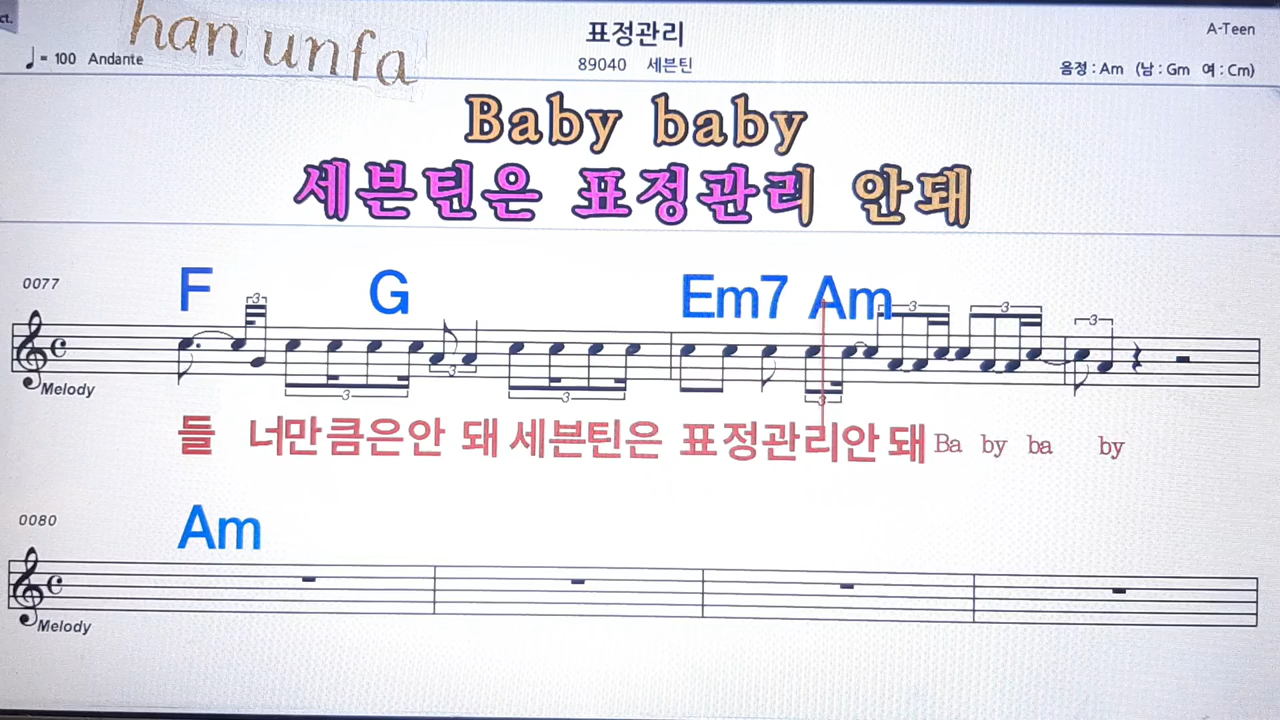 ct.
han unfa
표정관리
A-Teen
♩= 100 Andante
89040 세븐틴
음정 : Am (남 : Gm 여 : Cm)
Baby baby
세븐틴은 표정관리 안돼
0077
F G Em7 Am
3 3 3 3 3 3 3 3
Melody
들 너만큼은안 돼 세븐틴은 표정관리안 돼 Ba by ba by
0080
Am
Melody